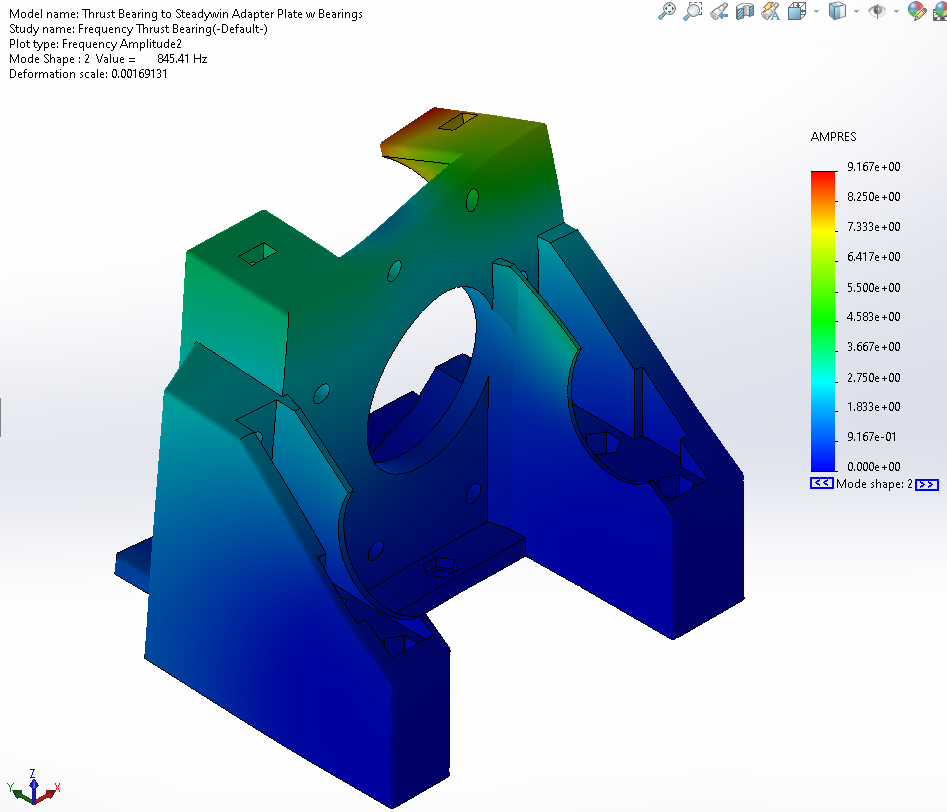 Model name: Thrust Bearing to Steadywin Adapter Plate w Bearings
Study name: Frequency Thrust Bearing(-Default-)
Plot type: Frequency Amplitude2
Mode Shape : 2 Value = 845.41 Hz
Deformation scale: 0.00169131
AMPRES
9.167e+00
8.250e+00
7.333e+00
6.417e+00
5.500e+00
4.583e+00
3.667e+00
2.750e+00
1.833e+00
9.167e-01
0.000e+00
<< Mode shape: 2 >>
Z
Y X